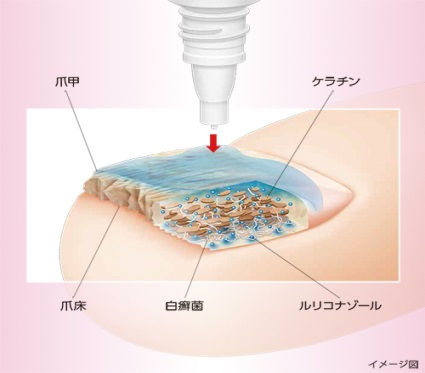 爪甲
ケラチン
爪床
白癬菌
ルリコナゾール
イメージ図